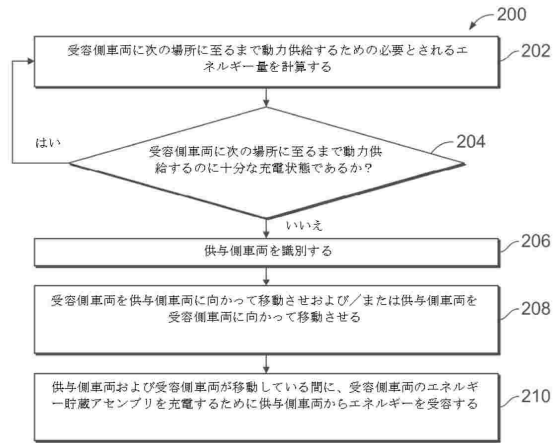 200
受容側車両に次の場所に至るまで動力供給するための必要とされるエ
ネルギー量を計算する
202
はい
受容側車両に次の場所に至るまで動力供
給するのに十分な充電状態であるか?
204
いいえ
供与側車両を識別する
206
受容側車両を供与側車両に向かって移動させおよび/または供与側車両を
受容側車両に向かって移動させる
208
供与側車両および受容側車両が移動している間に、受容側車両のエネルギ
ー貯蔵アセンブリを充電するために供与側車両からエネルギーを受容する
210